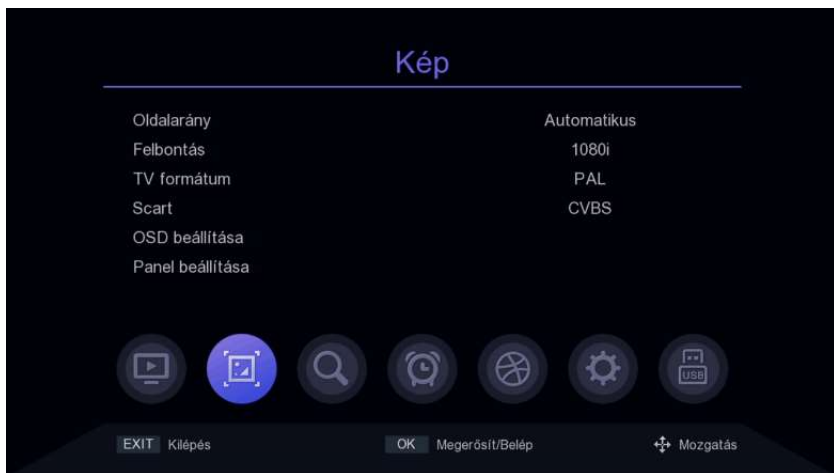 Kép
Oldalarány Automatikus
Felbontás 1080i
TV formátum PAL
Scart CVBS
OSD beállítása
Panel beállítása
USB
EXIT Kilépés OK Megerősít/Belép Mozgatás